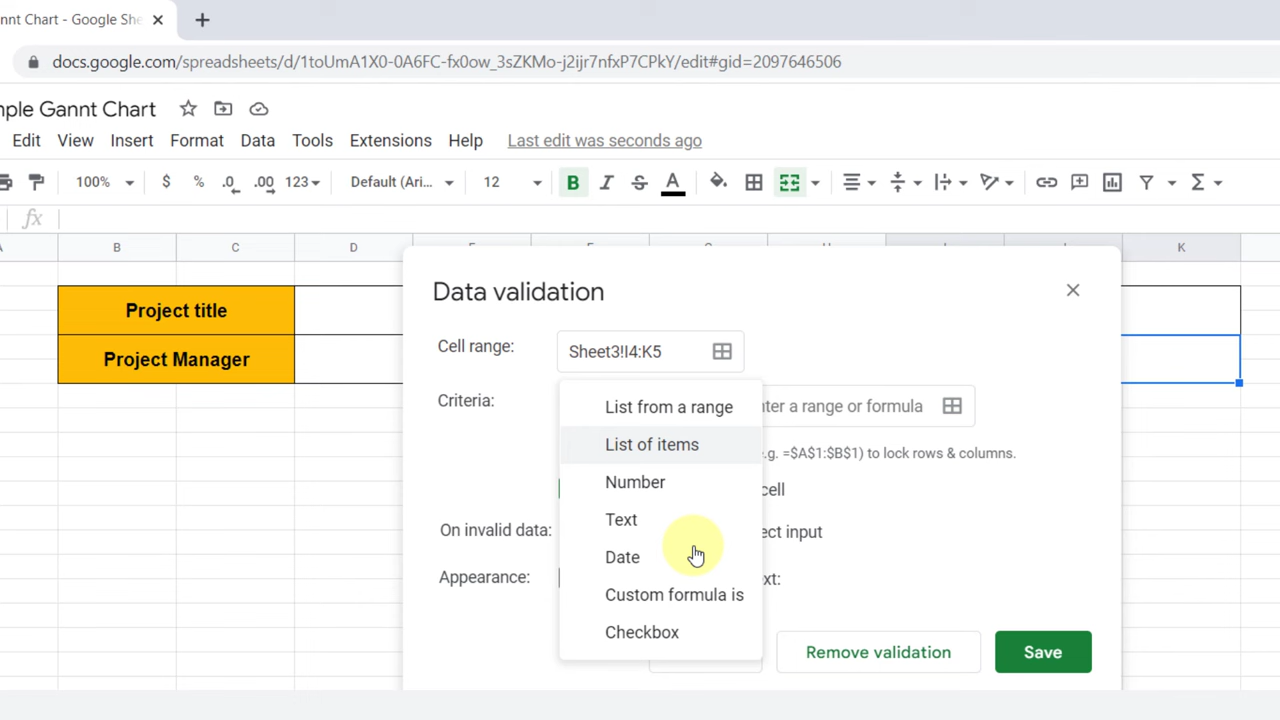 nnt Chart - Google She
docs.google.com/spreadsheets/d/1toUmA1X0-0A6FC-fx0ow_3sZKMo-j2ijr7nfxP7CPkY/edit#gid=2097646506
mple Gannt Chart
Edit View Insert Format Data Tools Extensions Help Last edit was seconds ago
100% $ % .0 .00 123 Default (Ari... 12 B I S A Σ
fx
B C D K
Data validation
Project title
Cell range: Sheet3!I4:K5
Project Manager
Criteria: List from a range nter a range or formula
List of items e.g. =$A$1:$B$1) to lock rows & columns.
Number cell
Text
On invalid data: ect input
Date
Appearance: xt:
Custom formula is
Checkbox
Remove validation Save